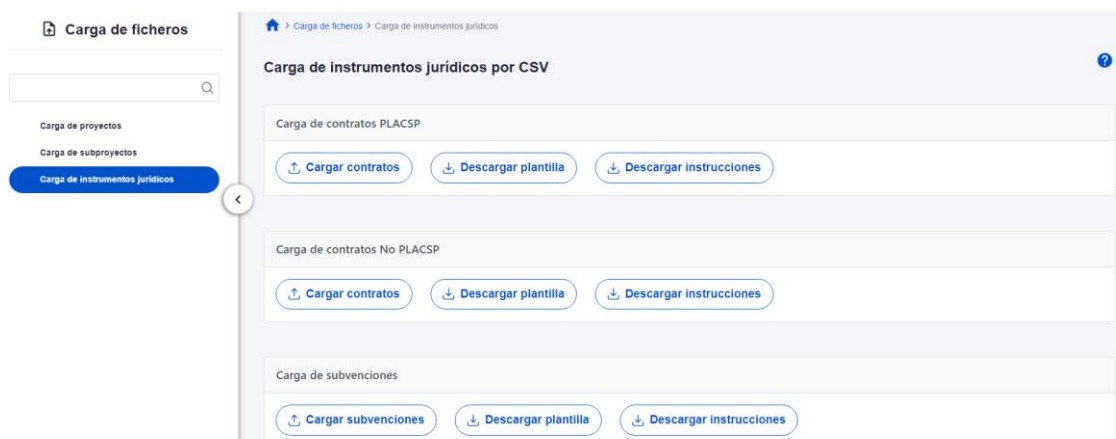 Carga de ficheros
Carga de proyectos
Carga de subproyectos
Carga de instrumentos jurídicos
> Carga de ficheros > Carga de instrumentos jurídicos
Carga de instrumentos jurídicos por CSV
?
Carga de contratos PLACSP
Cargar contratos Descargar plantilla Descargar instrucciones
Carga de contratos No PLACSP
Cargar contratos Descargar plantilla Descargar instrucciones
Carga de subvenciones
Cargar subvenciones Descargar plantilla Descargar instrucciones